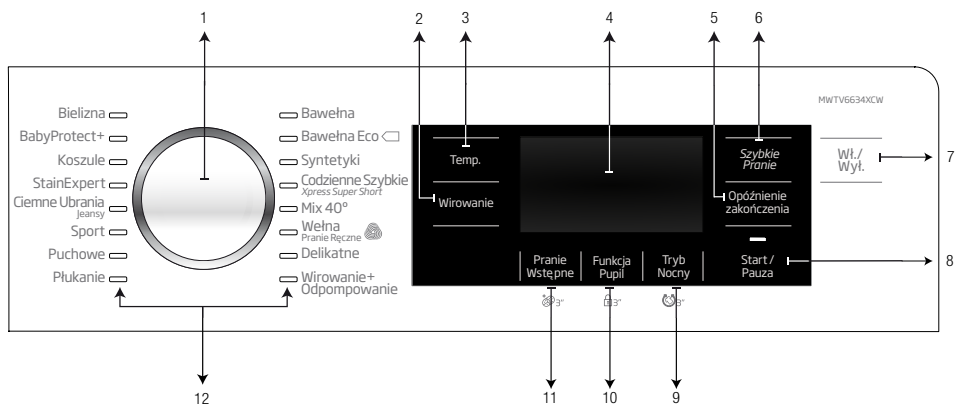 1
2
3
4
5
6
MWTV6634XCW
Bielizna
BabyProtect+
Koszule
StainExpert
Ciemne Ubrania
Jeansy
Sport
Puchowe
Płukanie
Bawełna
Bawełna Eco
Syntetyki
Codzienne Szybkie
Xpress Super Short
Mix 40°
Wełna
Pranie Ręczne
Delikatne
Wirowanie+
Odpompowanie
Temp.
Wirowanie
Szybkie
Pranie
Opóźnienie
zakończenia
Wł./
Wył.
7
Pranie
Wstępne
Funkcja
Pupil
Tryb
Nocny
Start /
Pauza
8
3"
3"
3"
12
11
10
9